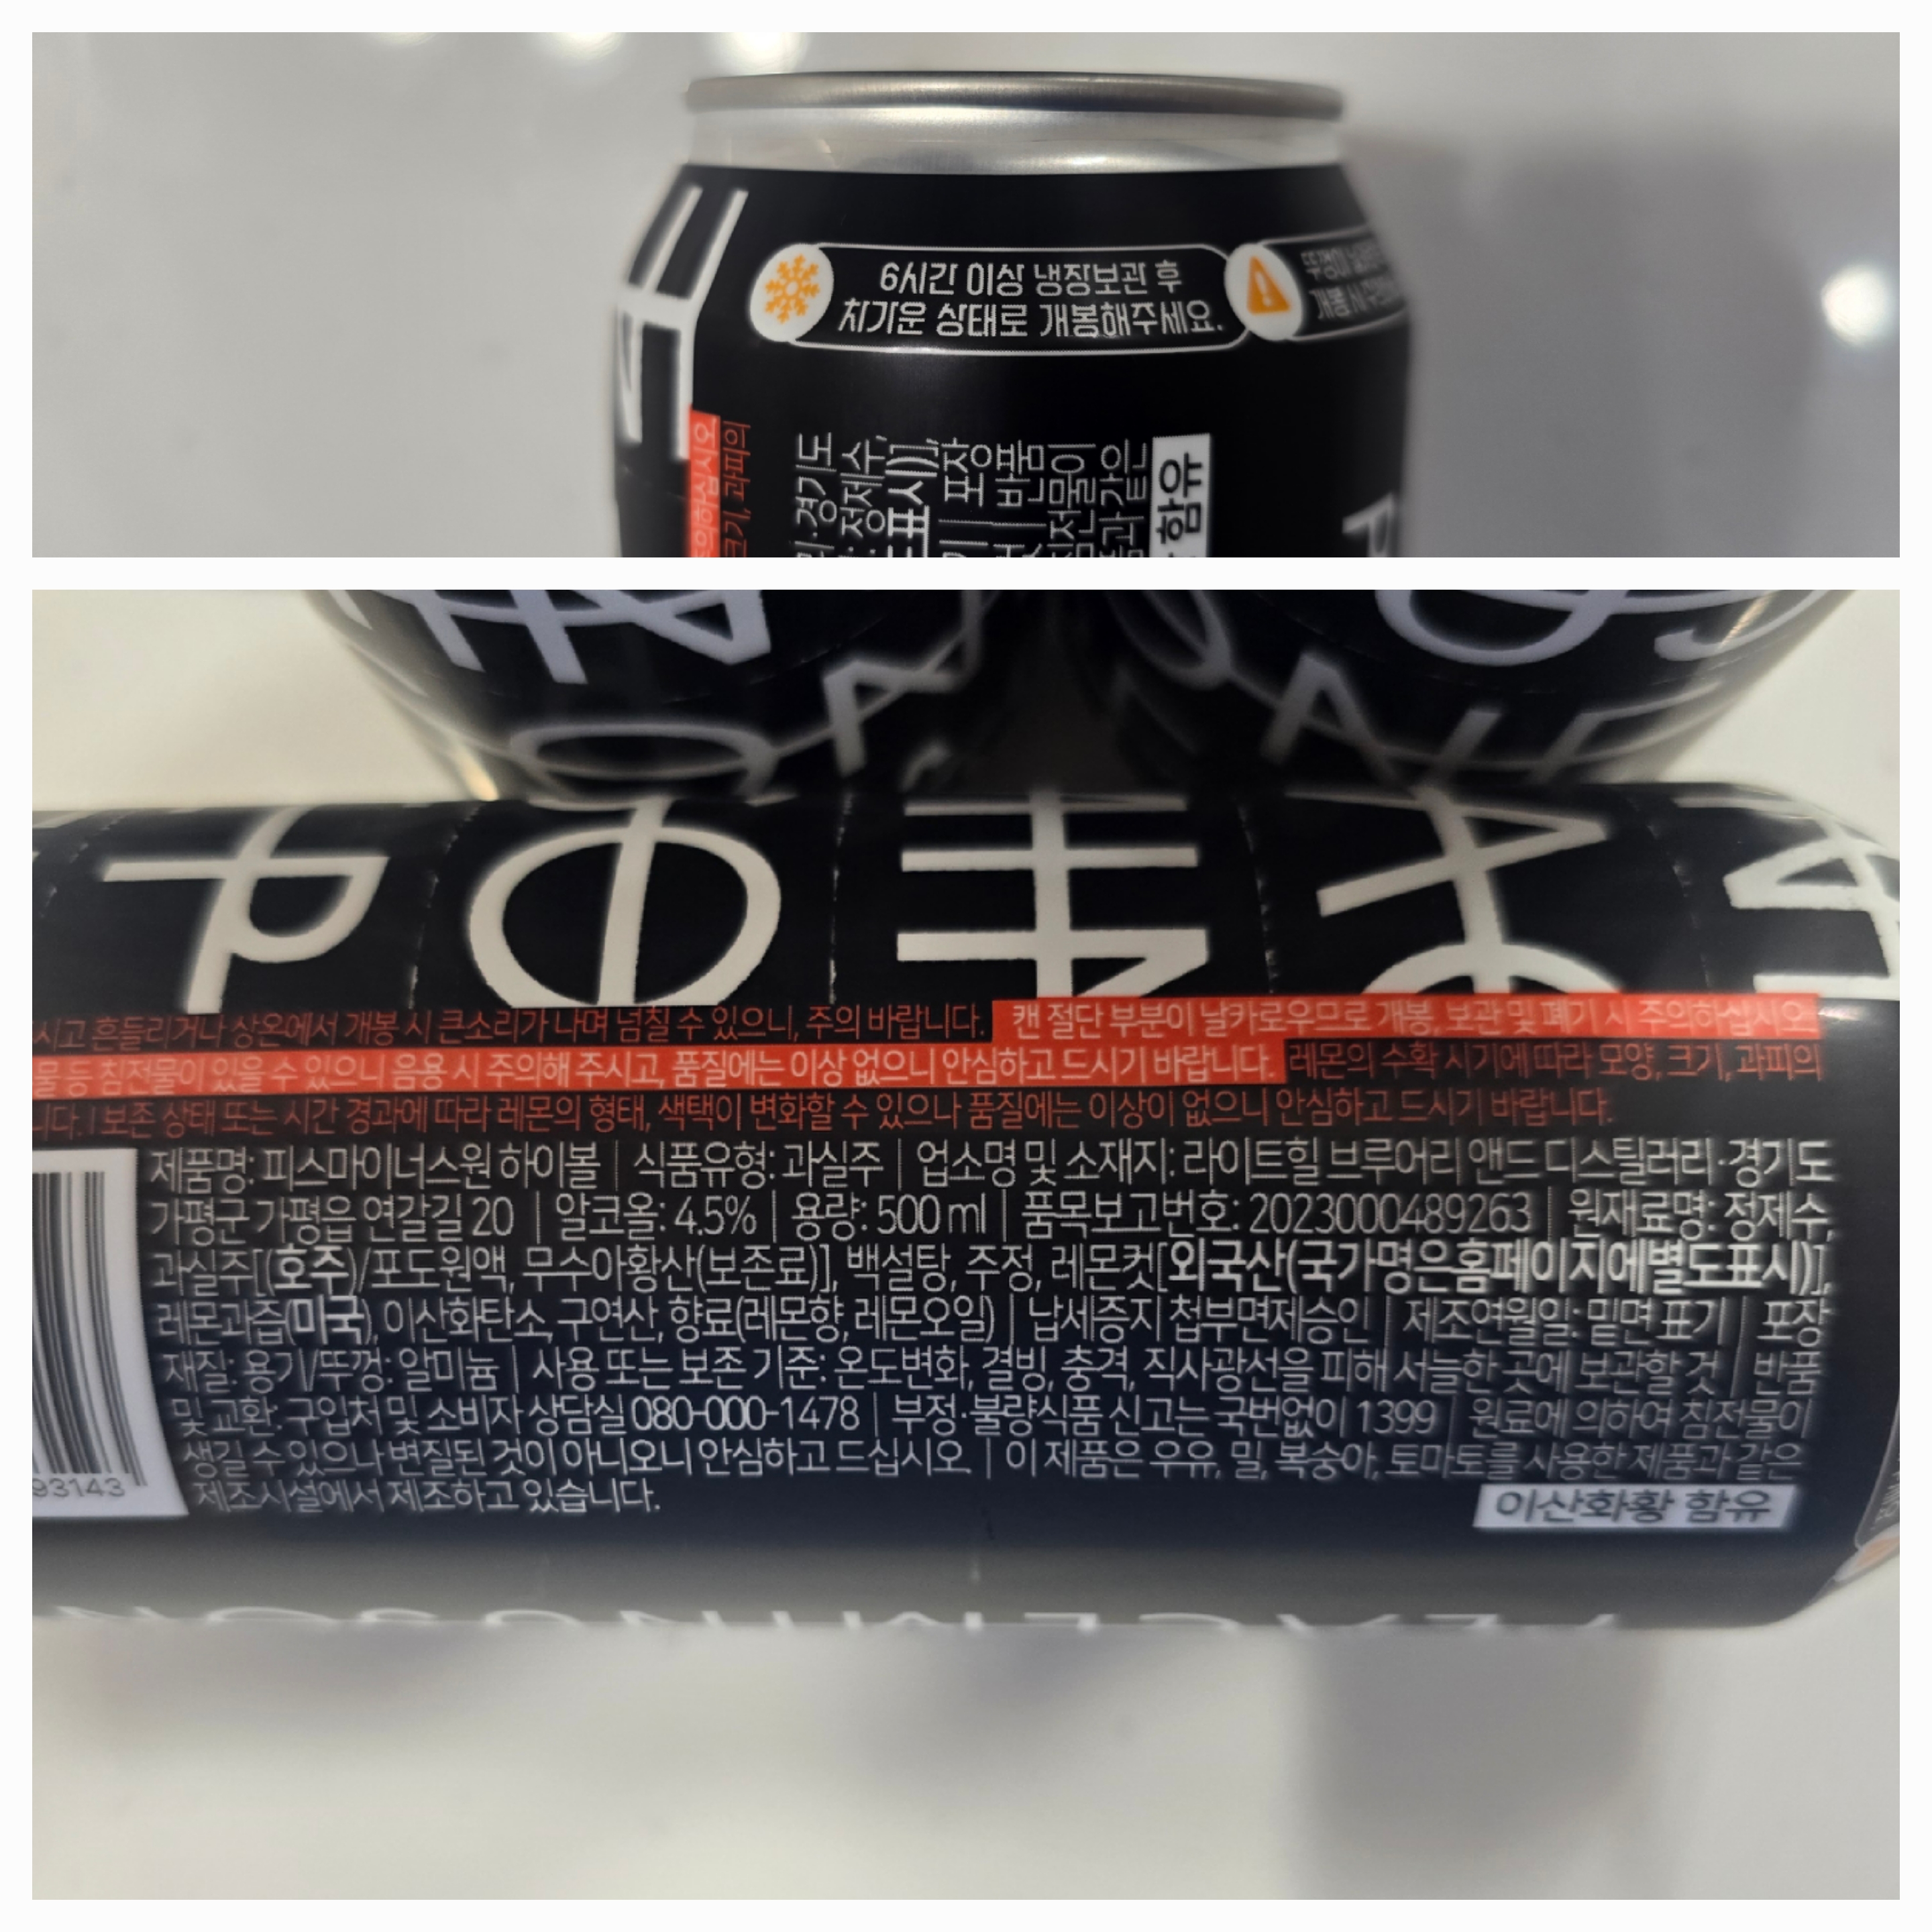 6시간 이상 냉장보관 후
차가운 상태로 개봉해주세요.
개봉 시
함유
시고 흔들리거나 상온에서 개봉 시 큰소리가 나며 넘칠 수 있으니, 주의 바랍니다. 캔 절단 부분이 날카로우므로 개봉, 보관 및 폐기 시 주의하십시오
물 등 침전물이 있을 수 있으니 음용 시 주의해 주시고, 품질에는 이상 없으니 안심하고 드시기 바랍니다. 레몬의 수확 시기에 따라 모양, 크기, 과피의
니다. | 보존 상태 또는 시간 경과에 따라 레몬의 형태, 색택이 변화할 수 있으나 품질에는 이상이 없으니 안심하고 드시기 바랍니다.
제품명: 피스마이너스원 하이볼 | 식품유형: 과실주 | 업소명 및 소재지: 라이트힐 브루어리 앤드 디스틸러리·경기도
가평군 가평읍 연갈길 20 | 알코올: 4.5% | 용량: 500 ml | 품목보고번호: 2023000489263 | 원재료명: 정제수,
과실주[(호주)/포도원액, 무수아황산(보존료)], 백설탕, 주정, 레몬컷[외국산(국가명은홈페이지에별도표시)],
레몬과즙(미국), 이산화탄소, 구연산, 향료(레몬향, 레몬오일) | 납세증지 첩부면제승인 | 제조연월일: 밑면 표기 | 포장
재질: 용기/뚜껑: 알미늄 | 사용 또는 보존 기준: 온도변화, 결빙, 충격, 직사광선을 피해 서늘한 곳에 보관할 것 | 반품
및 교환: 구입처 및 소비자 상담실 080-000-1478 | 부정·불량식품 신고는 국번없이 1399 | 원료에 의하여 침전물이
생길 수 있으나 변질된 것이 아니오니 안심하고 드십시오 | 이 제품은 우유, 밀, 복숭아, 토마토를 사용한 제품과 같은
제조시설에서 제조하고 있습니다.
이산화황 함유
93143